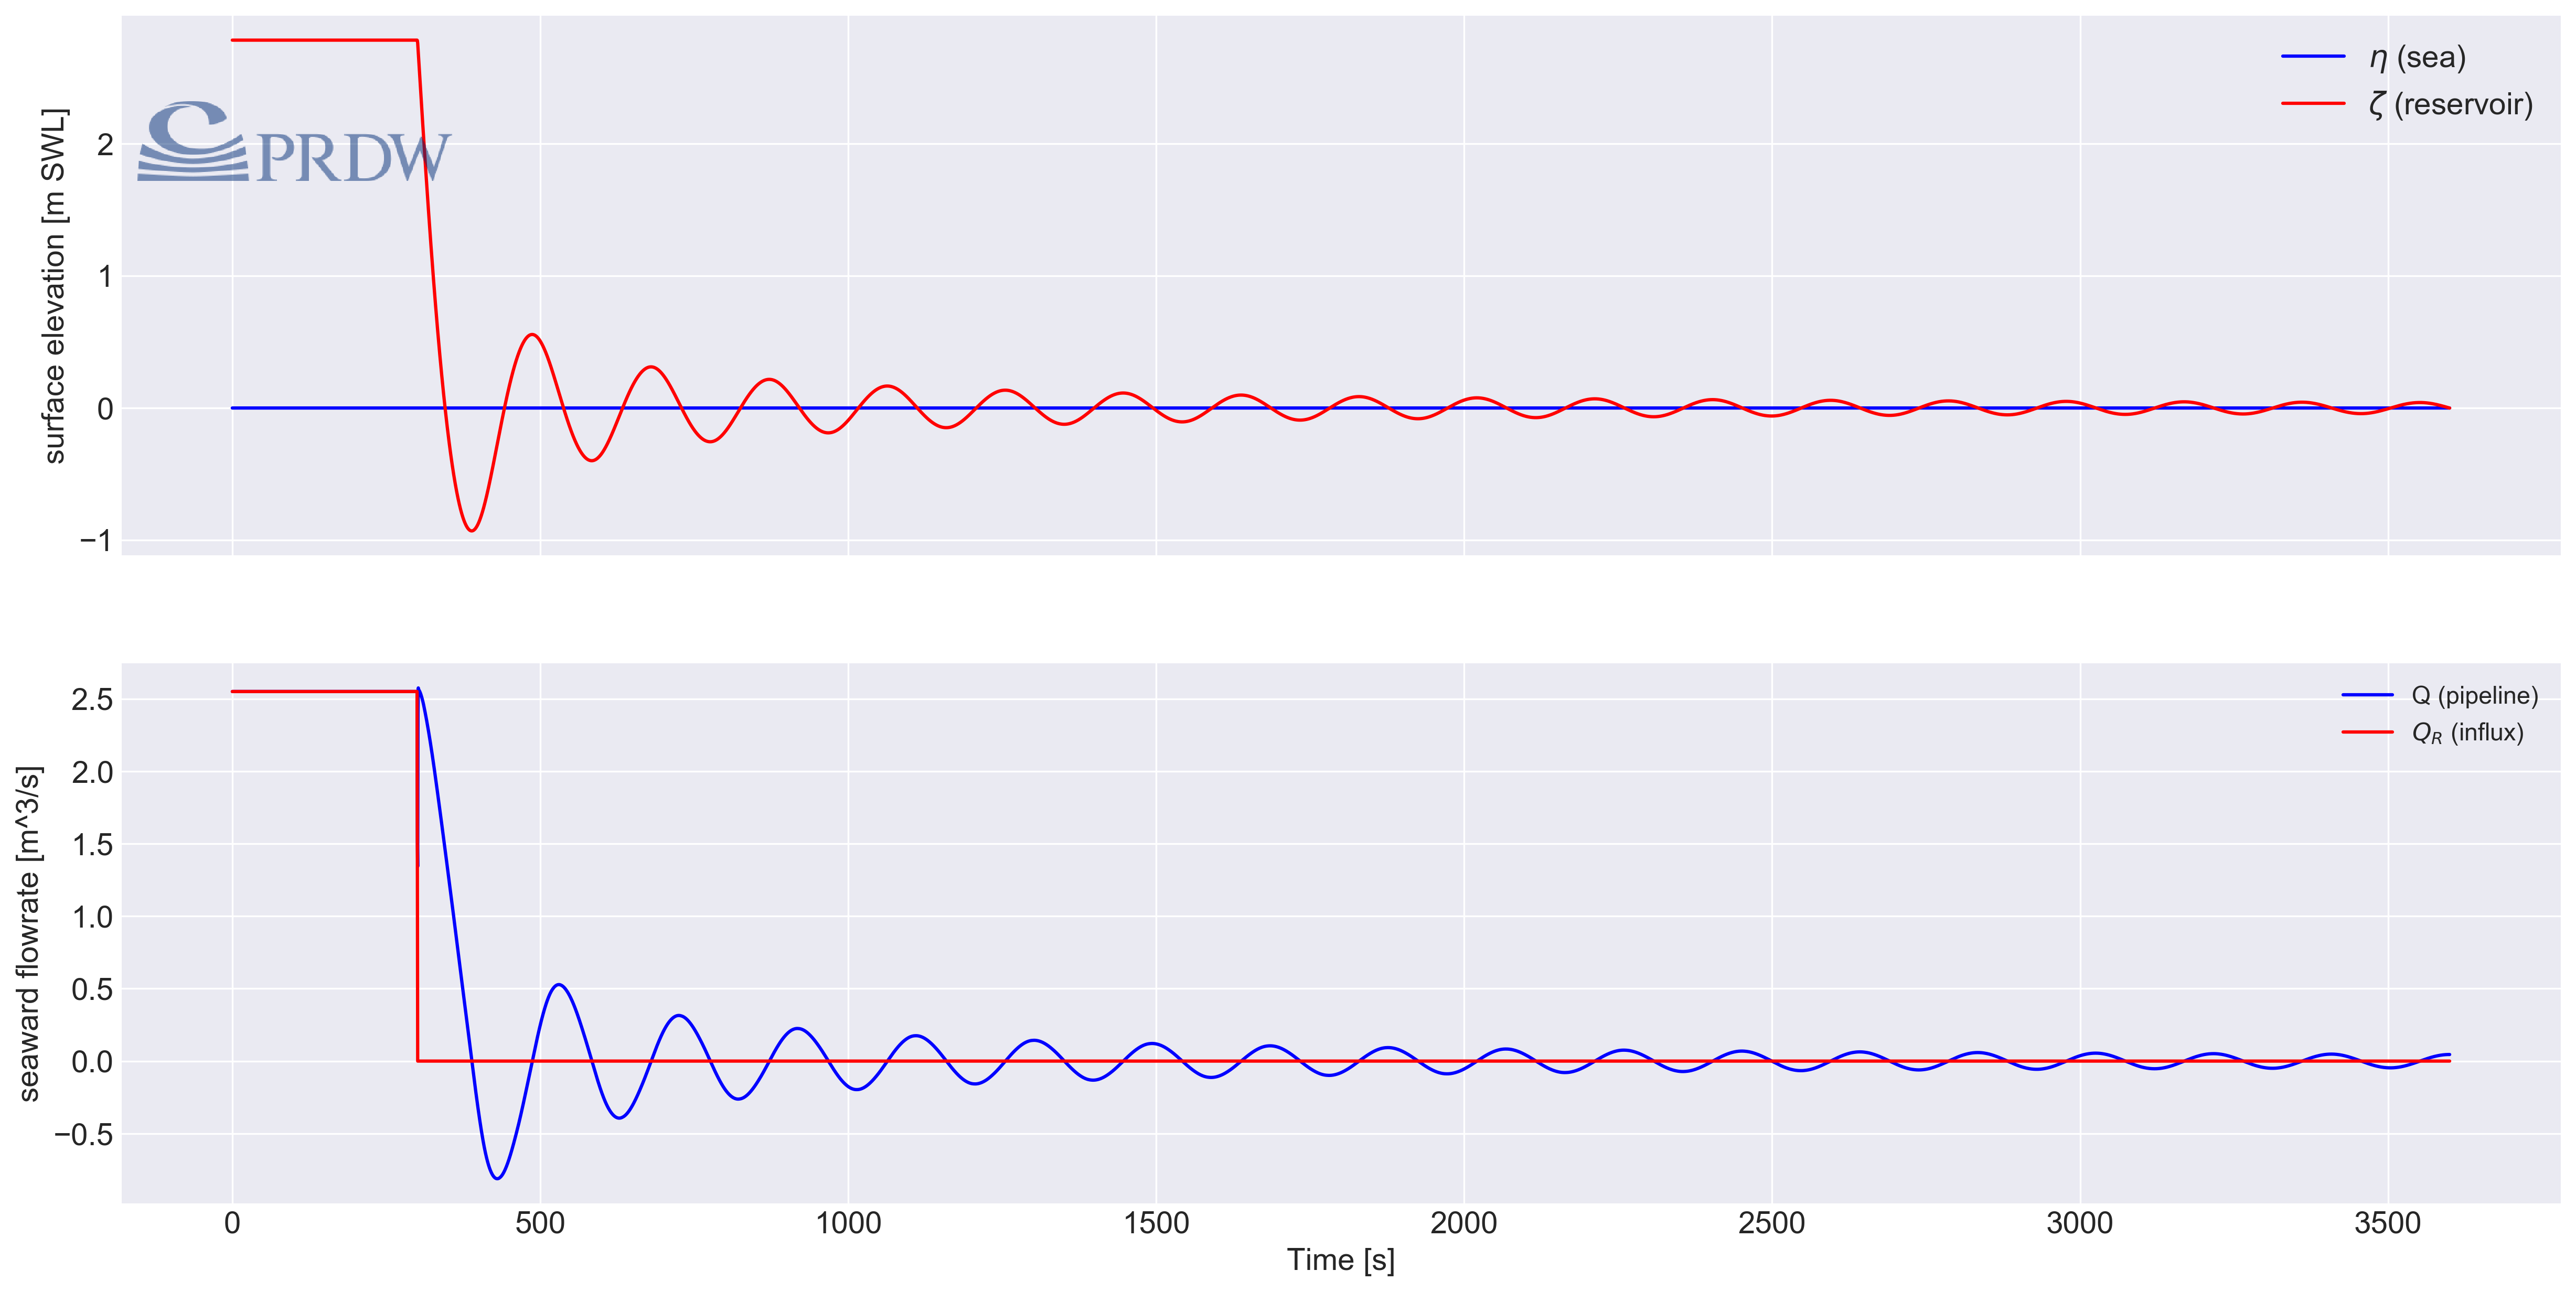 η (sea)
ζ (reservoir)
PRDW
surface elevation [m SWL]
2
1
0
−1
Q (pipeline)
Q_R (influx)
seaward flowrate [m^3/s]
2.5
2.0
1.5
1.0
0.5
0.0
−0.5
0 500 1000 1500 2000 2500 3000 3500
Time [s]